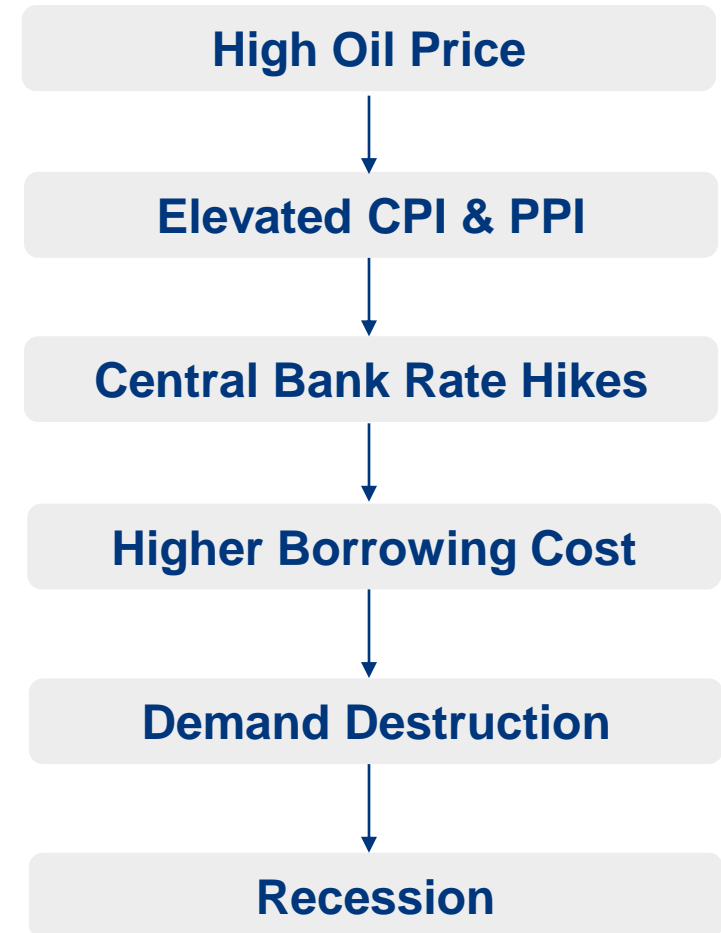 High Oil Price
Elevated CPI & PPI
Central Bank Rate Hikes
Higher Borrowing Cost
Demand Destruction
Recession